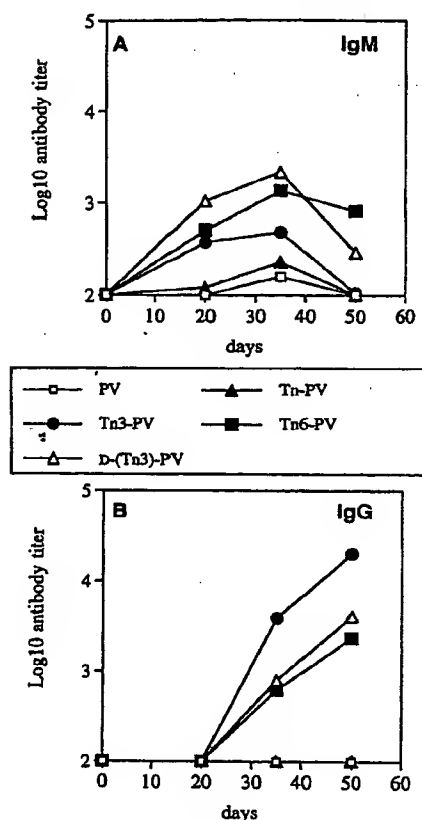 A IgM
Log10 antibody titer
5
4
3
2
0 10 20 30 40 50 60
days
PV Tn-PV
Tn3-PV Tn6-PV
D-(Tn3)-PV
B IgG
Log10 antibody titer
5
4
3
2
0 10 20 30 40 50 60
days